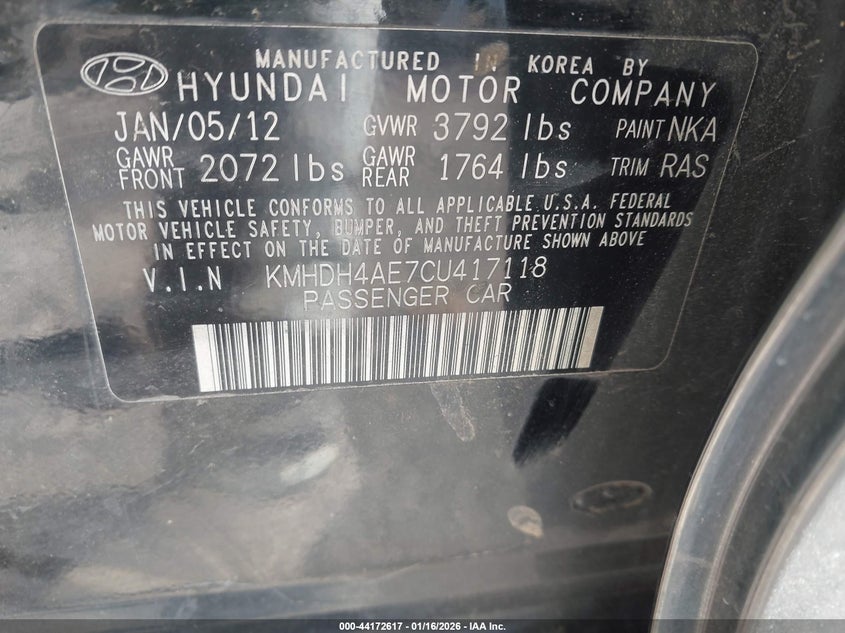 MANUFACTURED IN KOREA BY
HYUNDAI MOTOR COMPANY
JAN/05/12 GVWR 3792 lbs PAINT NKA
GAWR FRONT 2072 lbs GAWR REAR 1764 lbs TRIM RAS
THIS VEHICLE CONFORMS TO ALL APPLICABLE U.S.A. FEDERAL
MOTOR VEHICLE SAFETY, BUMPER, AND THEFT PREVENTION STANDARDS
IN EFFECT ON THE DATE OF MANUFACTURE SHOWN ABOVE
V.I.N KMHDH4AE7CU417118
PASSENGER CAR
000-44172617 - 01/16/2026 - IAA Inc.